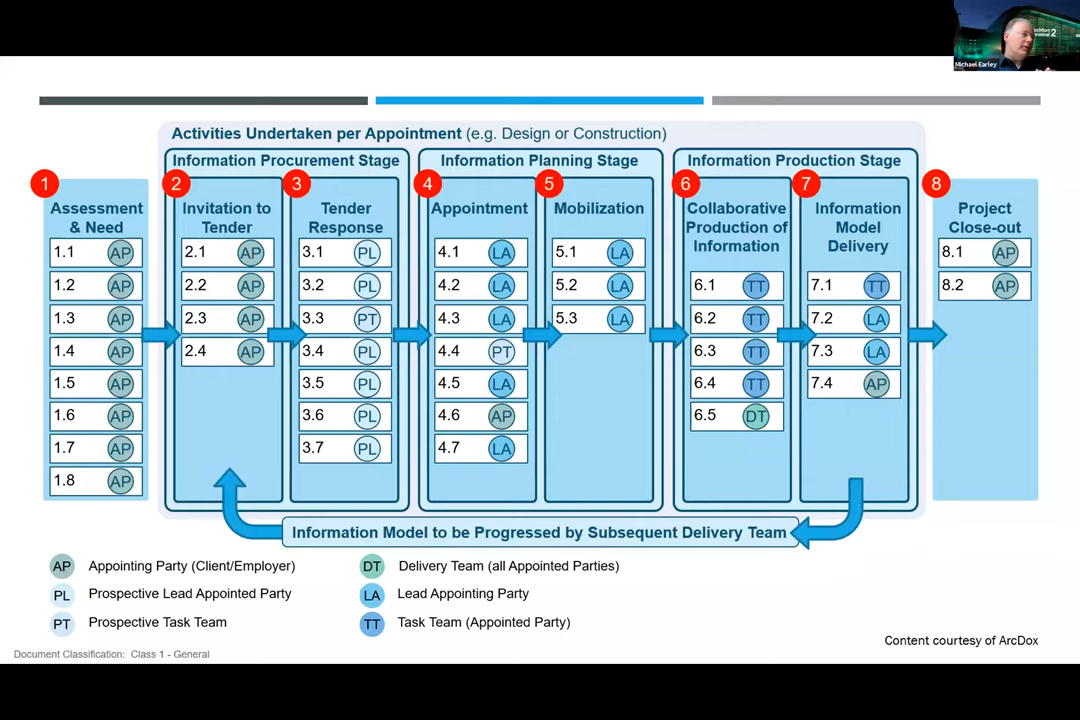 Terminal 2
Michael Earley
Activities Undertaken per Appointment (e.g. Design or Construction)
Information Procurement Stage
Information Planning Stage
Information Production Stage
1
2
3
4
5
6
7
8
Assessment
& Need
1.1 AP
1.2 AP
1.3 AP
1.4 AP
1.5 AP
1.6 AP
1.7 AP
1.8 AP
Invitation to
Tender
2.1 AP
2.2 AP
2.3 AP
2.4 AP
Tender
Response
3.1 PL
3.2 PL
3.3 PT
3.4 PL
3.5 PL
3.6 PL
3.7 PL
Appointment
4.1 LA
4.2 LA
4.3 LA
4.4 PT
4.5 LA
4.6 AP
4.7 LA
Mobilization
5.1 LA
5.2 LA
5.3 LA
Collaborative
Production of
Information
6.1 TT
6.2 TT
6.3 TT
6.4 TT
6.5 DT
Information
Model
Delivery
7.1 TT
7.2 LA
7.3 LA
7.4 AP
Project
Close-out
8.1 AP
8.2 AP
Information Model to be Progressed by Subsequent Delivery Team
AP Appointing Party (Client/Employer)
PL Prospective Lead Appointed Party
PT Prospective Task Team
DT Delivery Team (all Appointed Parties)
LA Lead Appointing Party
TT Task Team (Appointed Party)
Content courtesy of ArcDox
Document Classification: Class 1 - General